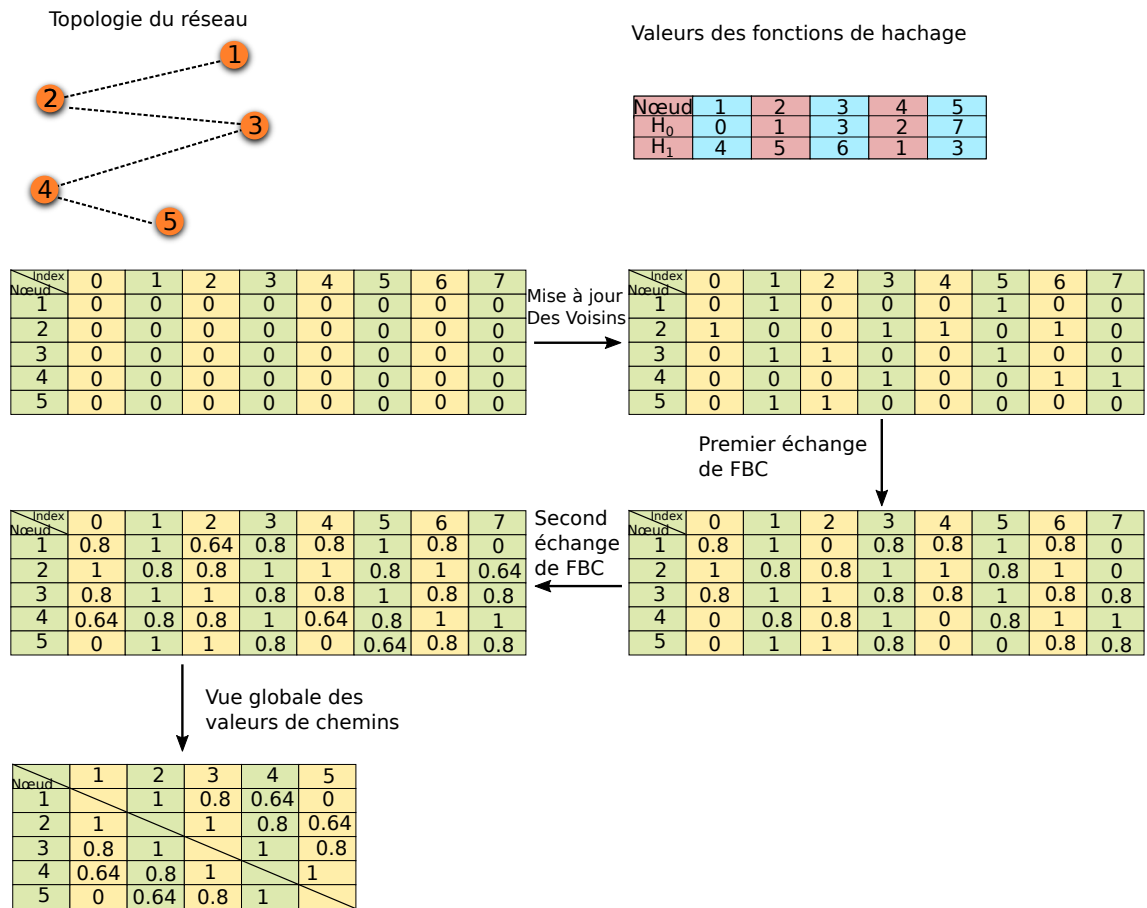 Topologie du réseau
1
2
3
4
5
Valeurs des fonctions de hachage
Nœud 1 2 3 4 5
H0 0 1 3 2 7
H1 4 5 6 1 3
Index
Nœud 0 1 2 3 4 5 6 7
1 0 0 0 0 0 0 0 0
2 0 0 0 0 0 0 0 0
3 0 0 0 0 0 0 0 0
4 0 0 0 0 0 0 0 0
5 0 0 0 0 0 0 0 0
Mise à jour
Des Voisins
Index
Nœud 0 1 2 3 4 5 6 7
1 0 1 0 0 0 1 0 0
2 1 0 0 1 1 0 1 0
3 0 1 1 0 0 1 0 0
4 0 0 0 1 0 0 1 1
5 0 1 1 0 0 0 0 0
Premier échange
de FBC
Index
Nœud 0 1 2 3 4 5 6 7
1 0.8 1 0 0.8 0.8 1 0.8 0
2 1 0.8 0.8 1 1 0.8 1 0
3 0.8 1 1 0.8 0.8 1 0.8 0.8
4 0 0.8 0.8 1 0 0.8 1 1
5 0 1 1 0.8 0 0 0.8 0.8
Second
échange
de FBC
Index
Nœud 0 1 2 3 4 5 6 7
1 0.8 1 0.64 0.8 0.8 1 0.8 0
2 1 0.8 0.8 1 1 0.8 1 0.64
3 0.8 1 1 0.8 0.8 1 0.8 0.8
4 0.64 0.8 0.8 1 0.64 0.8 1 1
5 0 1 1 0.8 0 0.64 0.8 0.8
Vue globale des
valeurs de chemins
Nœud 1 2 3 4 5
1 1 0.8 0.64 0
2 1 1 0.8 0.64
3 0.8 1 1 0.8
4 0.64 0.8 1 1
5 0 0.64 0.8 1